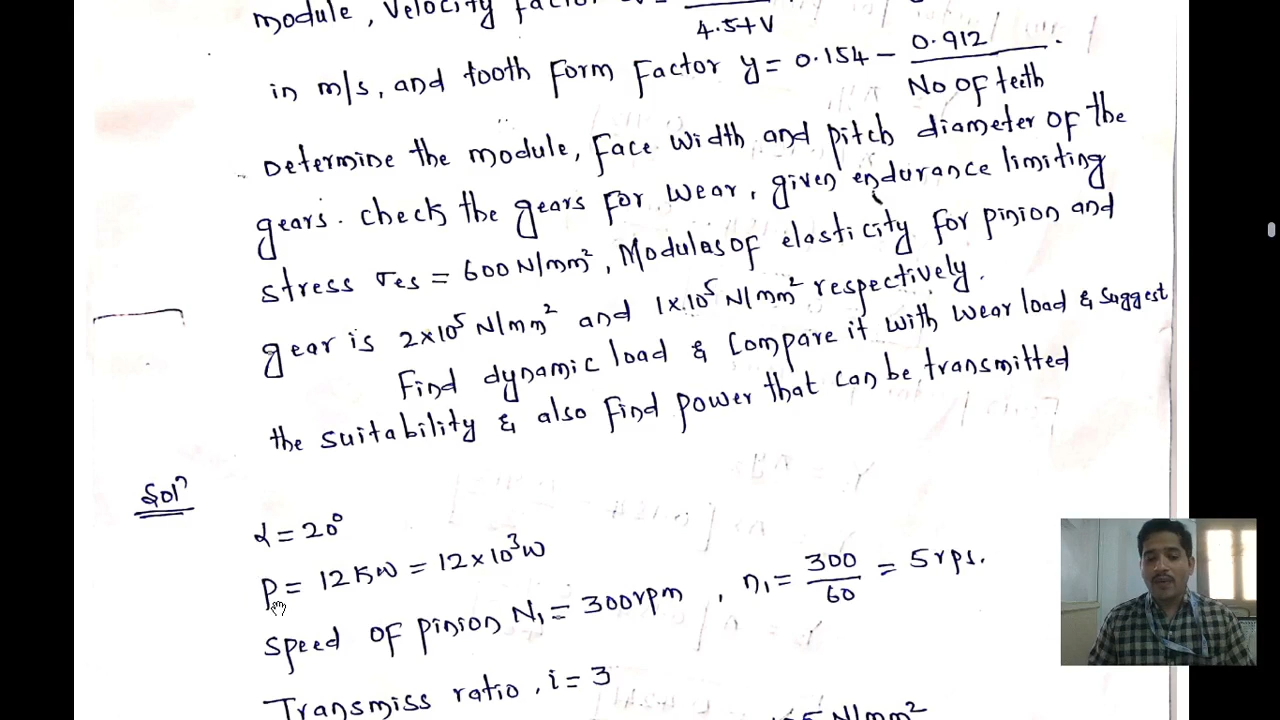 module, Velocity
4.5+V
in m/s, and tooth Form Factor y = 0.154 - 0.912 / No of teeth .
Determine the module, Face width and pitch diameter of the
gears. check the gears for wear, given endurance limiting
stress σes = 600 N/mm², Modulas of elasticity for pinion and
gear is 2×10⁵ N/mm² and 1×10⁵ N/mm² respectively.
Find dynamic load & Compare it with wear load & suggest
the suitability & also find power that can be transmitted
Solⁿ
α = 20°
P = 12 KW = 12×10³ W
speed of pinion N₁ = 300 rpm , n₁ = 300/60 = 5 rps.
Transmiss ratio, i = 3
N/mm²